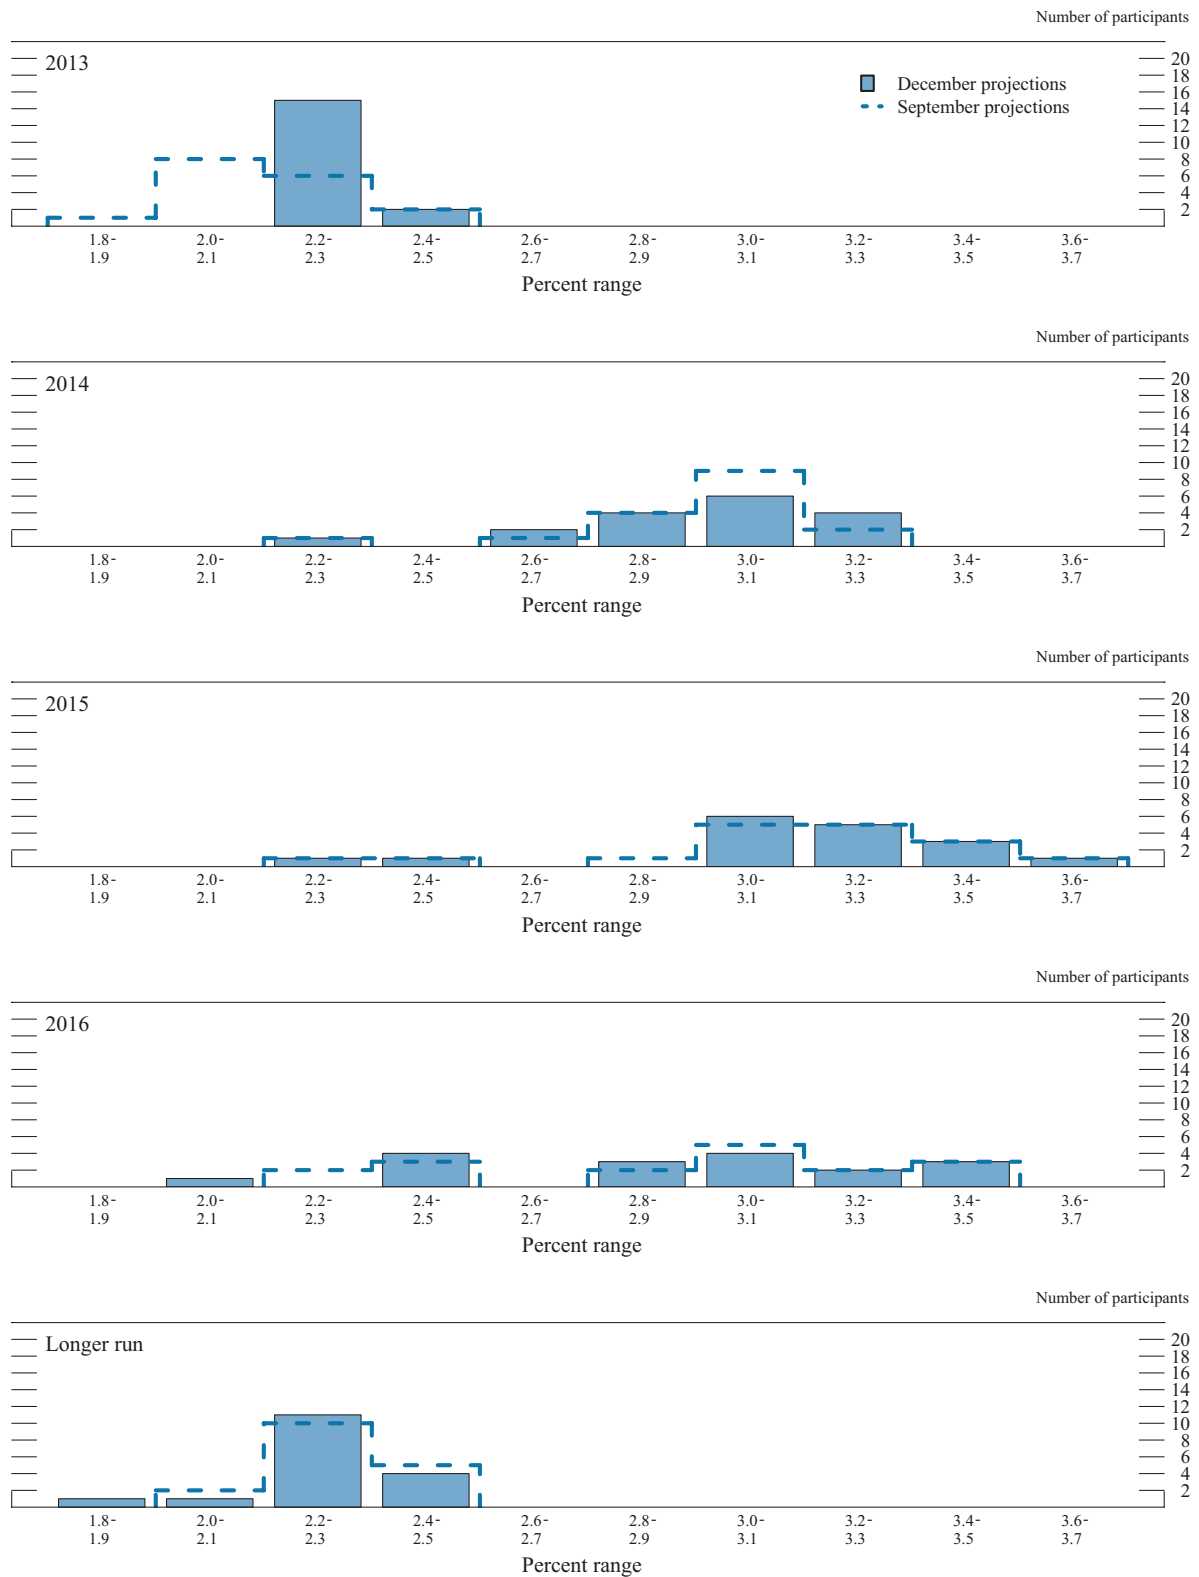 Number of participants
2013
December projections
September projections
20
18
16
14
12
10
8
6
4
2
1.8- 2.0- 2.2- 2.4- 2.6- 2.8- 3.0- 3.2- 3.4- 3.6-
1.9 2.1 2.3 2.5 2.7 2.9 3.1 3.3 3.5 3.7
Percent range
Number of participants
2014
20
18
16
14
12
10
8
6
4
2
1.8- 2.0- 2.2- 2.4- 2.6- 2.8- 3.0- 3.2- 3.4- 3.6-
1.9 2.1 2.3 2.5 2.7 2.9 3.1 3.3 3.5 3.7
Percent range
Number of participants
2015
20
18
16
14
12
10
8
6
4
2
1.8- 2.0- 2.2- 2.4- 2.6- 2.8- 3.0- 3.2- 3.4- 3.6-
1.9 2.1 2.3 2.5 2.7 2.9 3.1 3.3 3.5 3.7
Percent range
Number of participants
2016
20
18
16
14
12
10
8
6
4
2
1.8- 2.0- 2.2- 2.4- 2.6- 2.8- 3.0- 3.2- 3.4- 3.6-
1.9 2.1 2.3 2.5 2.7 2.9 3.1 3.3 3.5 3.7
Percent range
Number of participants
Longer run
20
18
16
14
12
10
8
6
4
2
1.8- 2.0- 2.2- 2.4- 2.6- 2.8- 3.0- 3.2- 3.4- 3.6-
1.9 2.1 2.3 2.5 2.7 2.9 3.1 3.3 3.5 3.7
Percent range